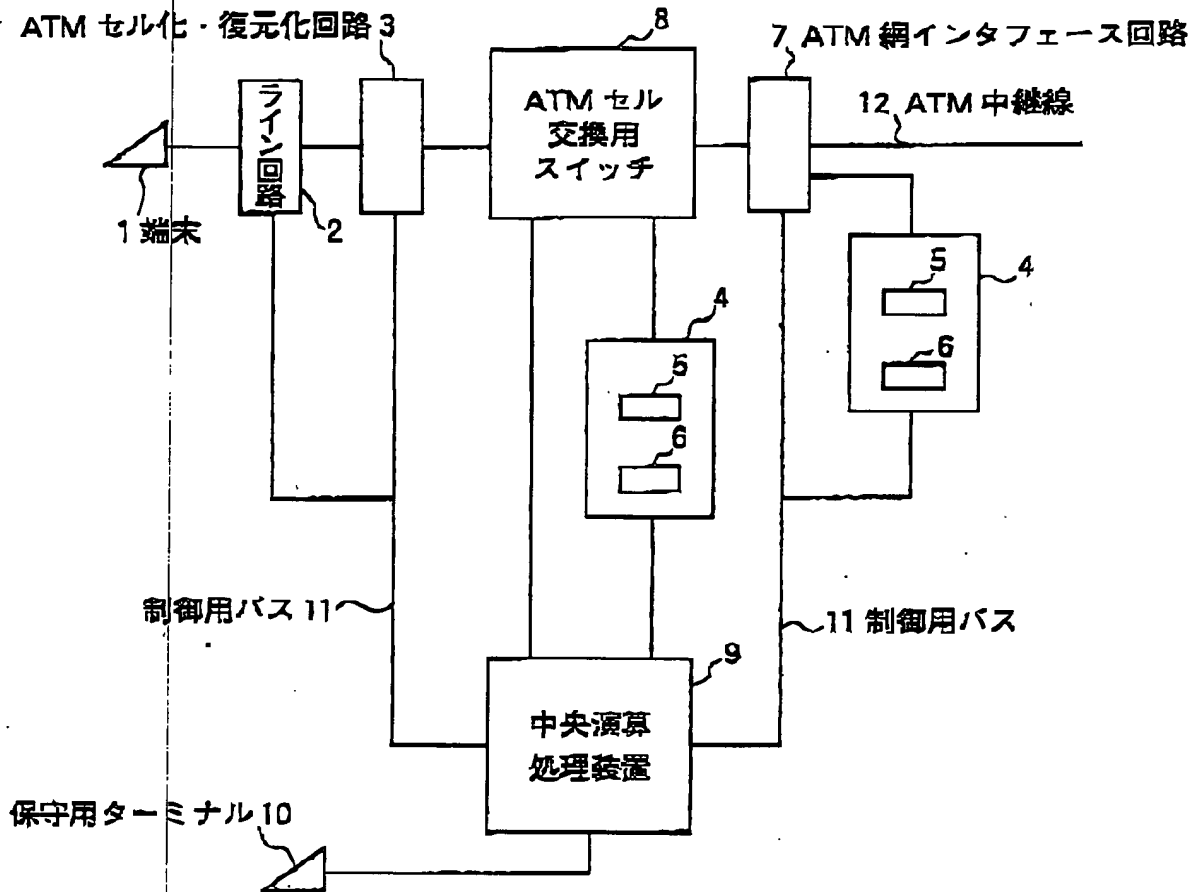 ATM セル化・復元化回路 3
8
7 ATM 網インタフェース回路
ATM セル
交換用
スイッチ
ライン回路
12 ATM 中継線
1 端末
2
4
5
6
4
5
6
制御用バス 11
11 制御用バス
9
中央演算
処理装置
保守用ターミナル 10